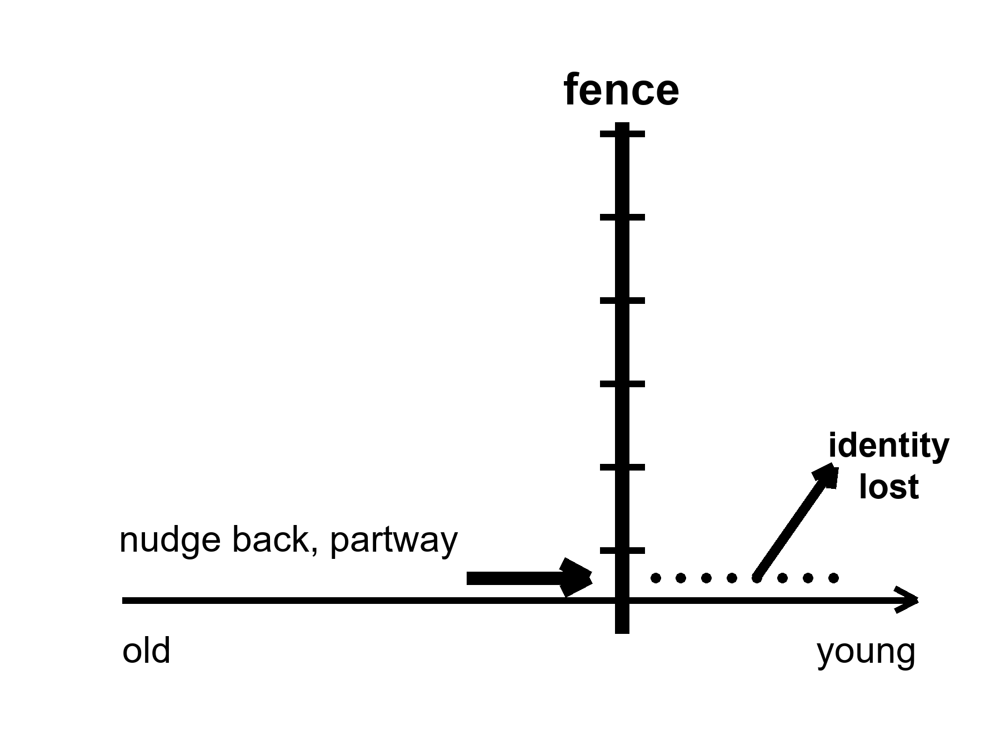 fence
identity
lost
nudge back, partway
old
young